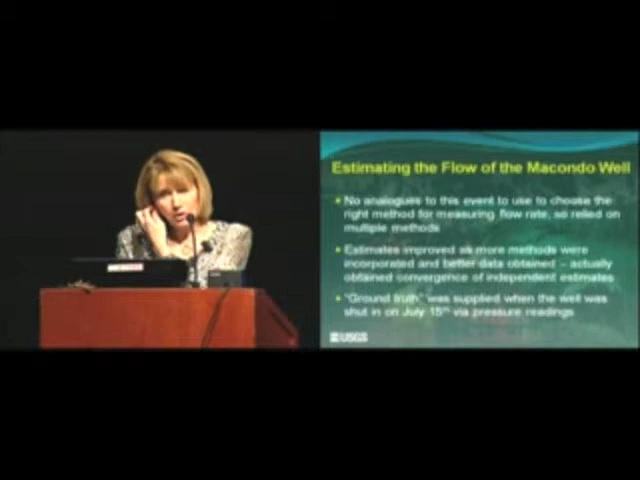 Estimating the Flow of the Macondo Well
No analogues to this event to use to choose the
right method for measuring flow rate, so relied on
multiple methods
Estimates improved as more methods were
incorporated and better data obtained – actually
obtained convergence of independent estimates
"Ground truth" was supplied when the well was
shut in on July 15th via pressure readings
USGS